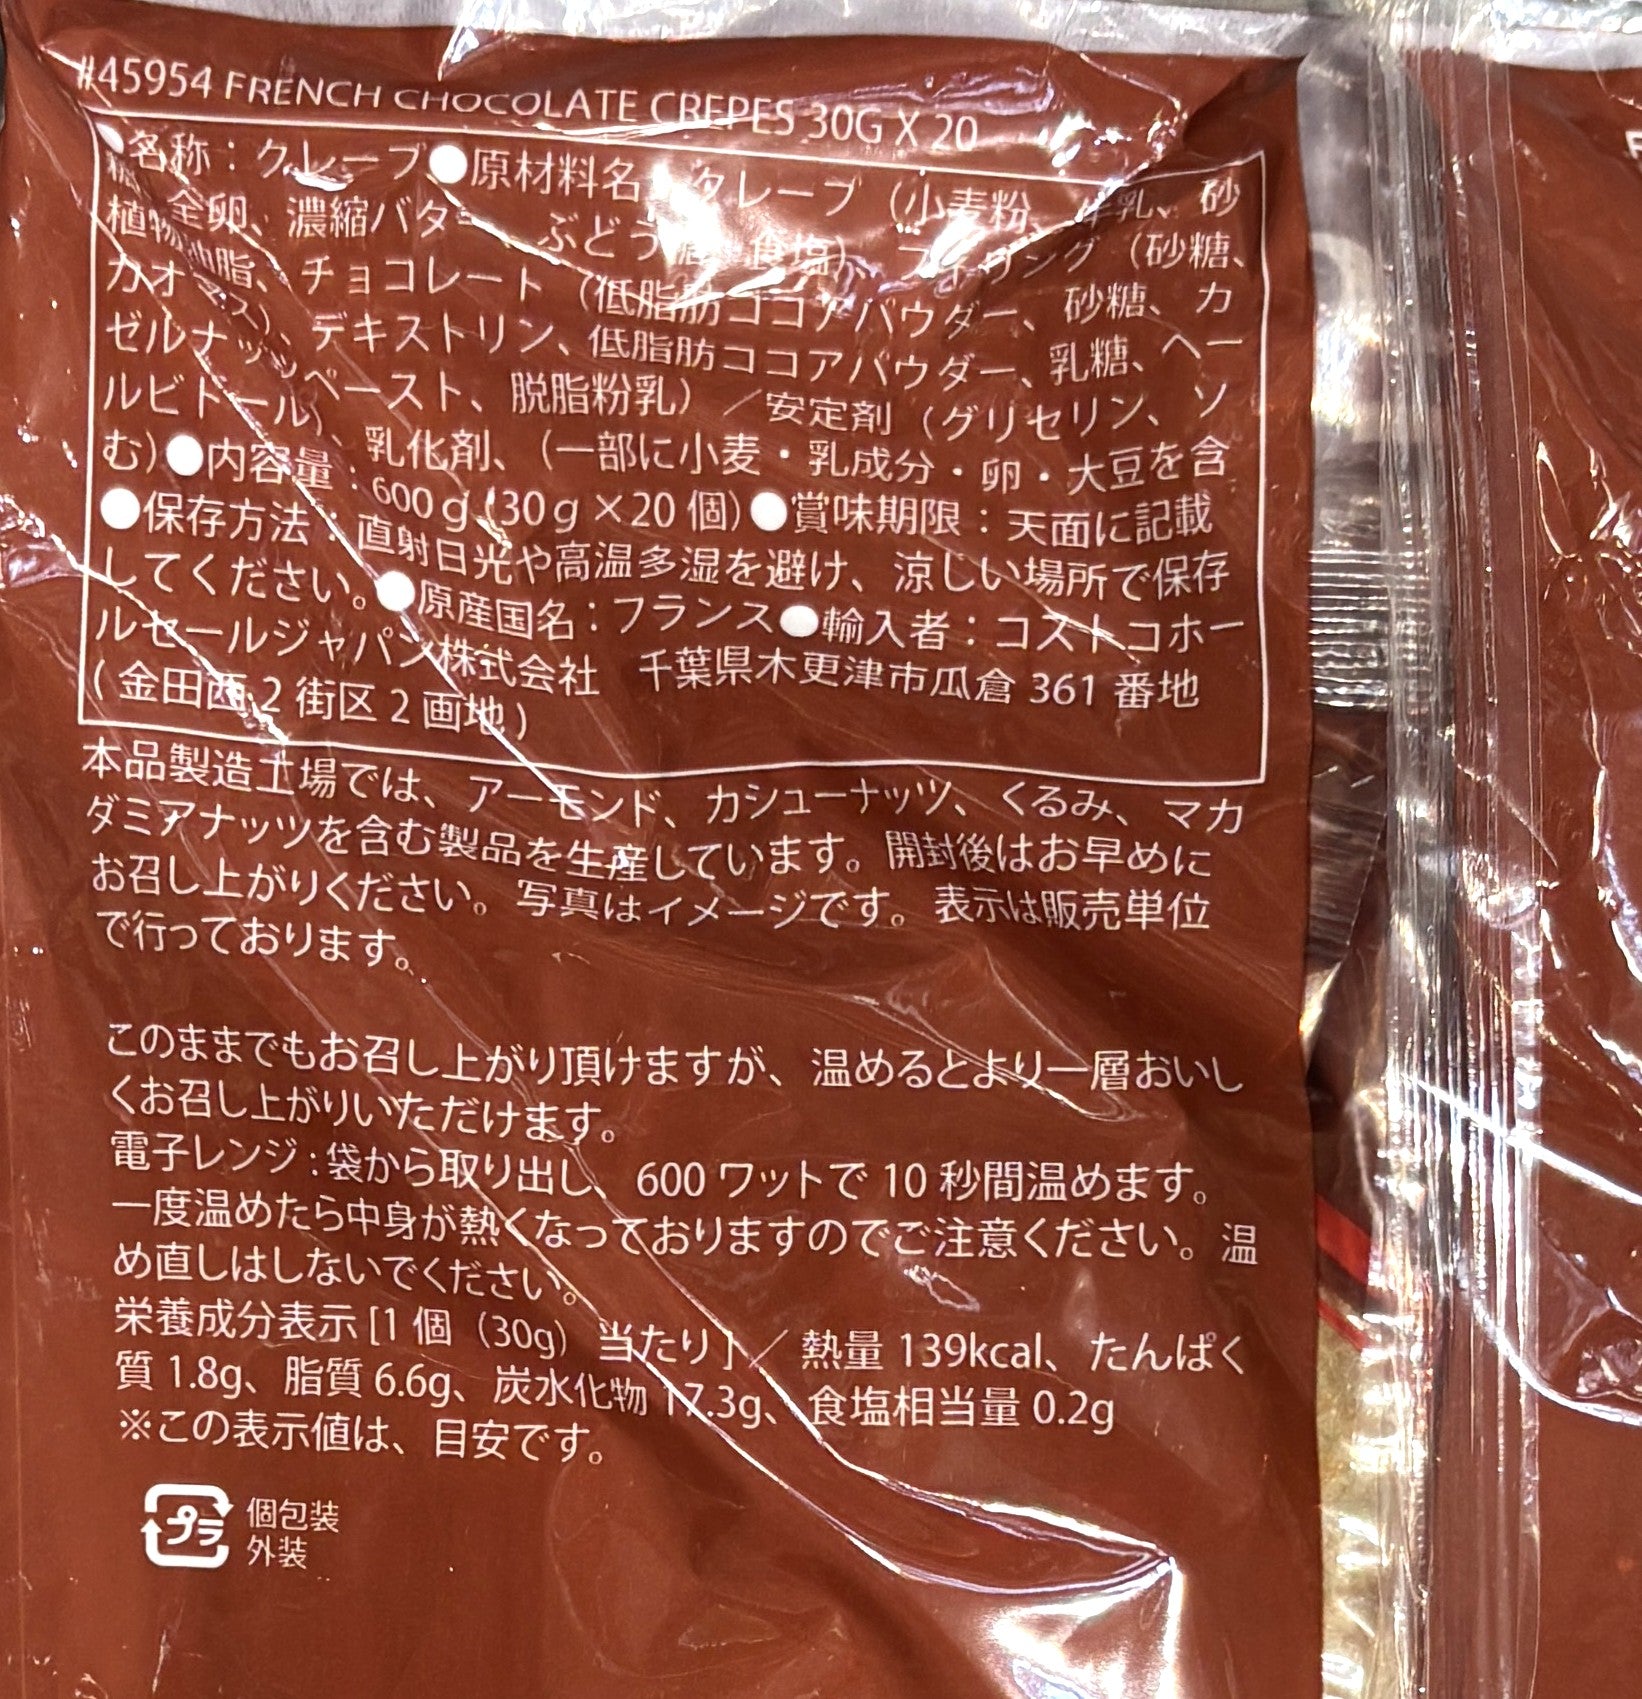 #45954 FRENCH CHOCOLATE CREPES 30G X 20
●名称：クレープ●原材料名：クレープ（小麦粉、牛乳、砂
糖、全卵、濃縮バター、ぶどう糖、食塩）、フィリング（砂糖、
植物油脂、チョコレート（低脂肪ココアパウダー、砂糖、カ
カオマス）、デキストリン、低脂肪ココアパウダー、乳糖、ヘー
ゼルナッツペースト、脱脂粉乳）／安定剤（グリセリン、ソ
ルビトール）、乳化剤、（一部に小麦・乳成分・卵・大豆を含
む）●内容量：600g（30g×20個）●賞味期限：天面に記載
●保存方法：直射日光や高温多湿を避け、涼しい場所で保存
してください。●原産国名：フランス●輸入者：コストコホー
ルセールジャパン株式会社　千葉県木更津市瓜倉 361 番地
（金田西 2 街区 2 画地）
本品製造工場では、アーモンド、カシューナッツ、くるみ、マカ
ダミアナッツを含む製品を生産しています。開封後はお早めに
お召し上がりください。写真はイメージです。表示は販売単位
で行っております。
このままでもお召し上がり頂けますが、温めるとより一層おいし
くお召し上がりいただけます。
電子レンジ：袋から取り出し、600 ワットで 10 秒間温めます。
一度温めたら中身が熱くなっておりますのでご注意ください。温
め直しはしないでください。
栄養成分表示 [1 個（30g）当たり]／ 熱量 139kcal、たんぱく
質 1.8g、脂質 6.6g、炭水化物 17.3g、食塩相当量 0.2g
※この表示値は、目安です。
プラ 個包装
外装